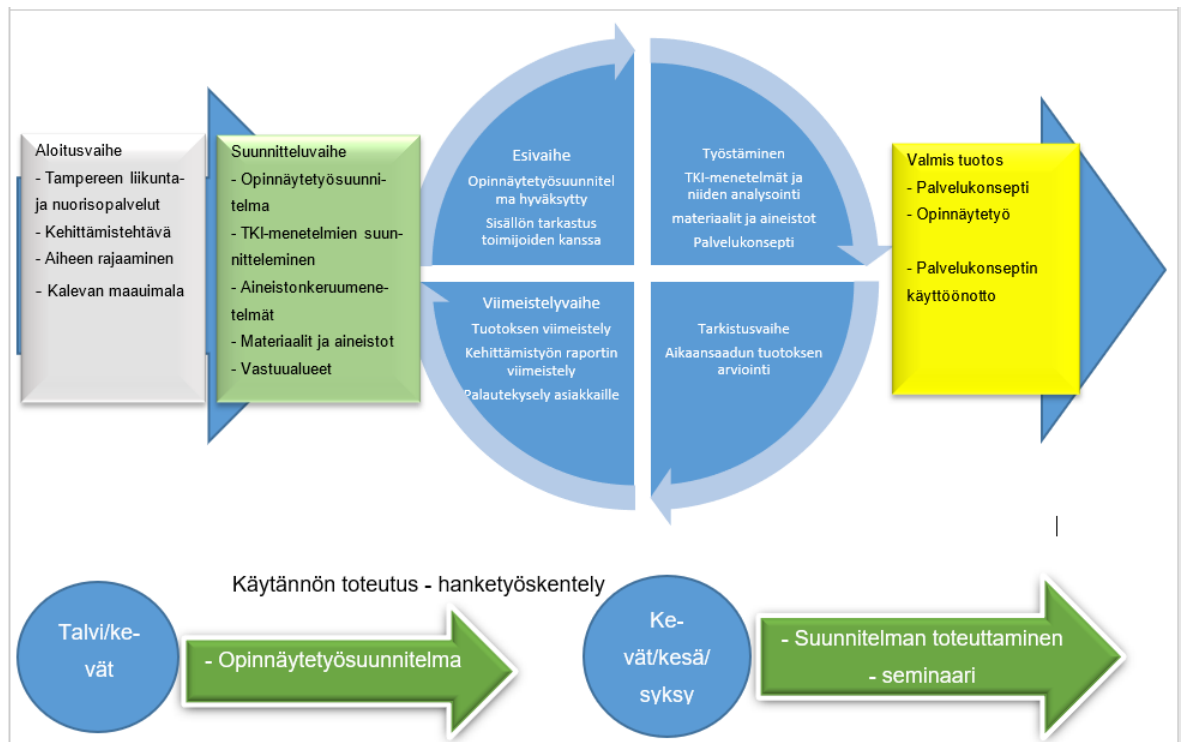 Aloitusvaihe
- Tampereen liikunta-
ja nuorisopalvelut
- Kehittämistehtävä
- Aiheen rajaaminen
- Kalevan maauimala
Suunnitteluvaihe
- Opinnäytetyösuunni-
telma
- TKI-menetelmien suun-
nitteleminen
- Aineistonkeruumene-
telmät
- Materiaalit ja aineistot
- Vastuualueet
Esivaihe
Opinnäytetyösuunnitel
ma hyväksytty
Sisällön tarkastus
toimijoiden kanssa
Työstäminen
TKI-menetelmät ja
niiden analysointi
materiaalit ja aineistot
Palvelukonsepti
Viimeistelyvaihe
Tuotoksen viimeistely
Kehittämistyön raportin
viimeistely
Palautekysely asiakkaille
Tarkistusvaihe
Aikaansaadun tuotoksen
arviointi
Valmis tuotos
- Palvelukonsepti
- Opinnäytetyö
- Palvelukonseptin
käyttöönotto
Käytännön toteutus - hanketyöskentely
Talvi/ke-
vät
- Opinnäytetyösuunnitelma
Ke-
vät/kesä/
syksy
- Suunnitelman toteuttaminen
- seminaari